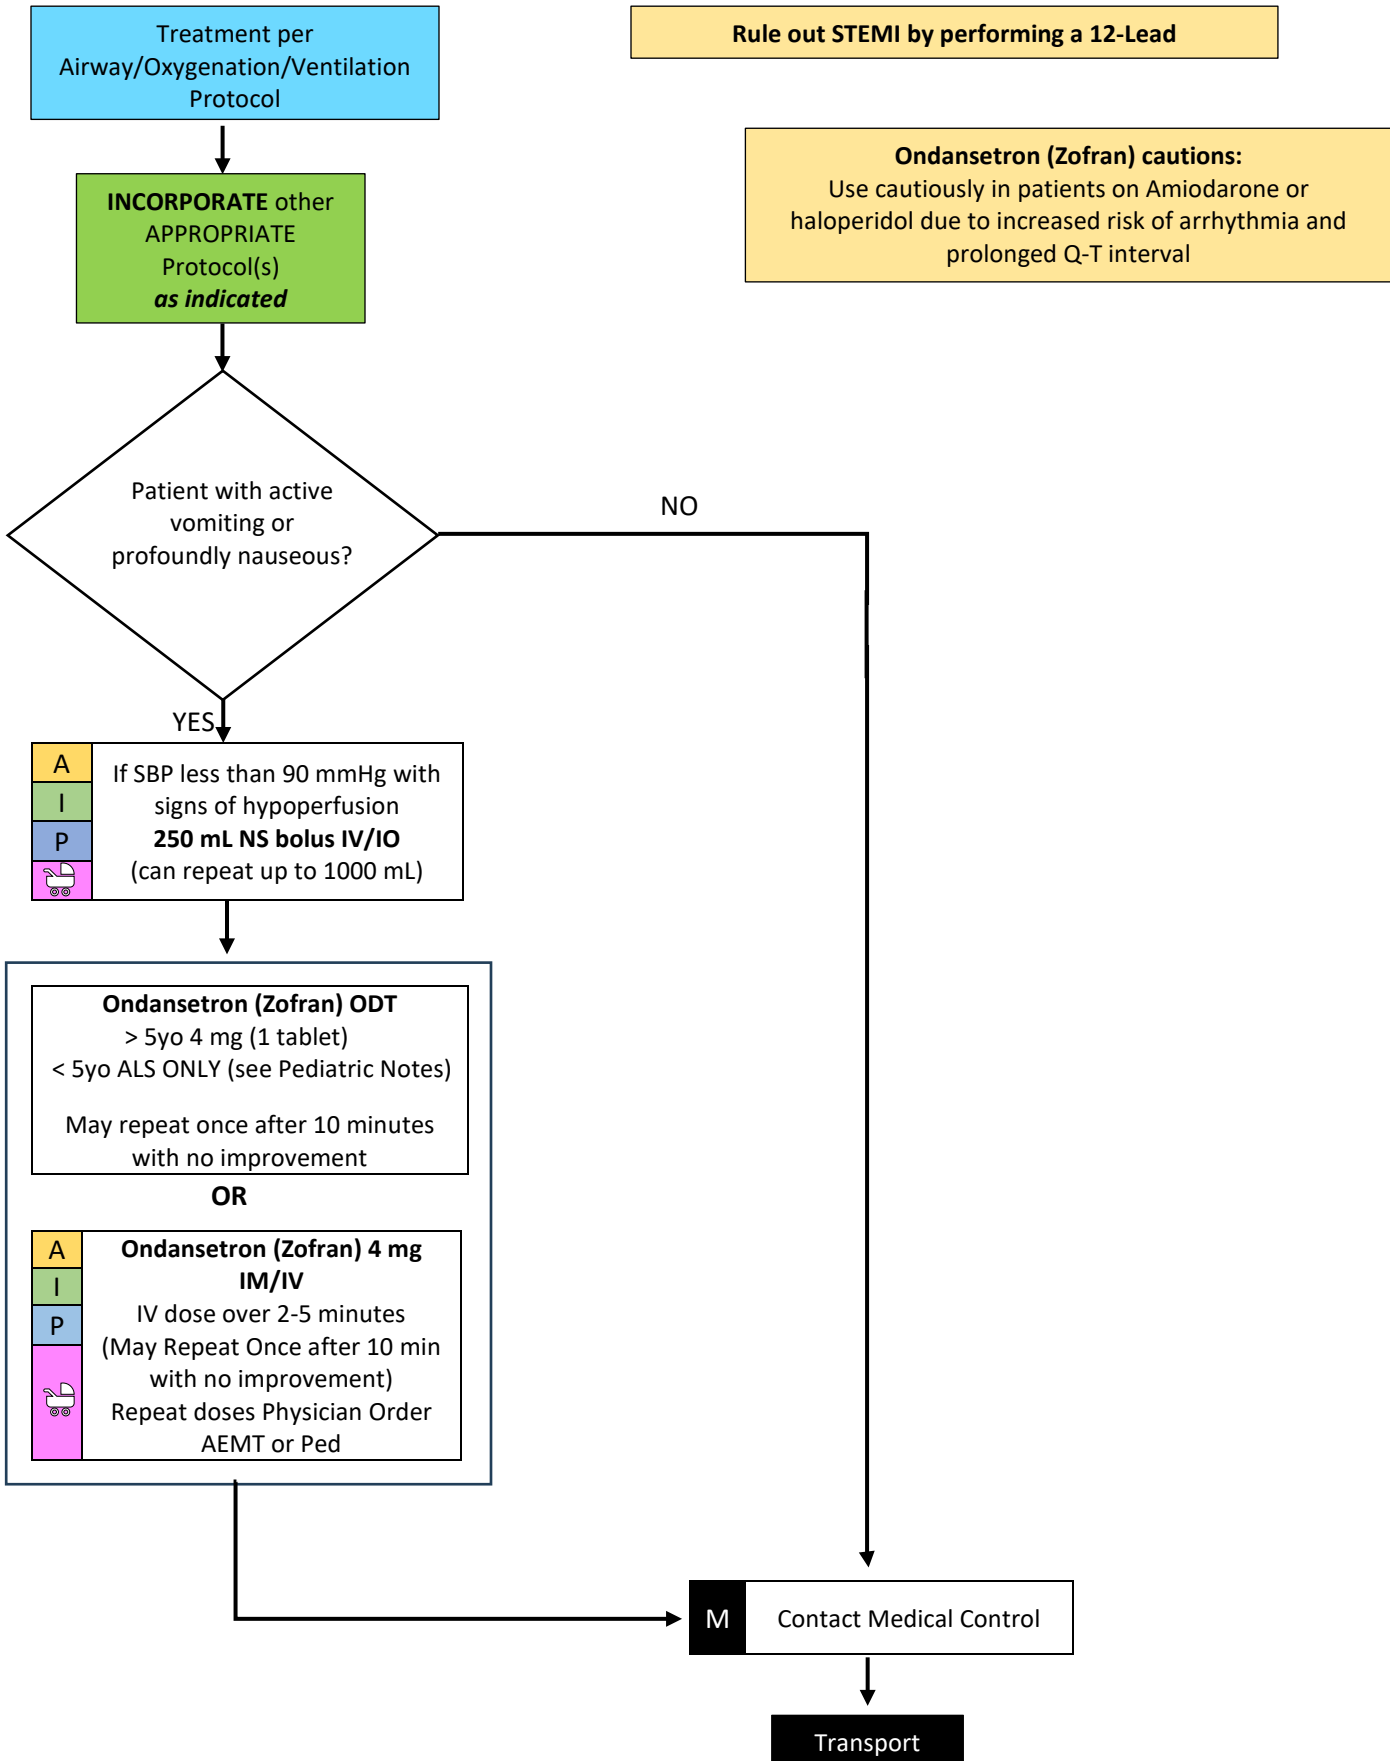 Treatment per
Airway/Oxygenation/Ventilation
Protocol
Rule out STEMI by performing a 12-Lead
Ondansetron (Zofran) cautions:
Use cautiously in patients on Amiodarone or
haloperidol due to increased risk of arrhythmia and
prolonged Q-T interval
INCORPORATE other
APPROPRIATE
Protocol(s)
as indicated
Patient with active
vomiting or
profoundly nauseous?
NO
YES
A
I
P
If SBP less than 90 mmHg with
signs of hypoperfusion
250 mL NS bolus IV/IO
(can repeat up to 1000 mL)
Ondansetron (Zofran) ODT
> 5yo 4 mg (1 tablet)
< 5yo ALS ONLY (see Pediatric Notes)
May repeat once after 10 minutes
with no improvement
OR
A
I
P
Ondansetron (Zofran) 4 mg
IM/IV
IV dose over 2-5 minutes
(May Repeat Once after 10 min
with no improvement)
Repeat doses Physician Order
AEMT or Ped
M
Contact Medical Control
Transport